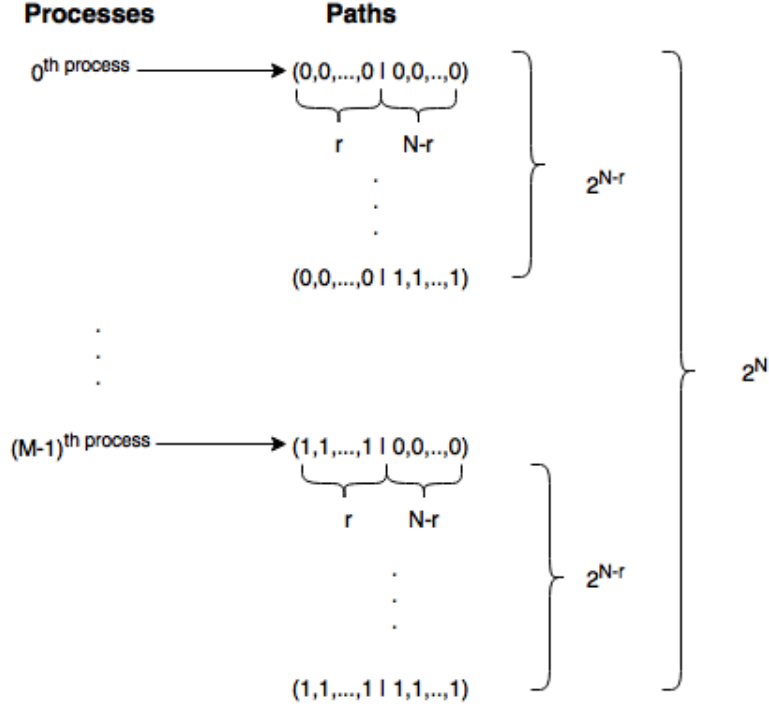 Processes Paths
0th process (0,0,...,0 | 0,0,..,0)
r N-r
.
.
.
2N-r
(0,0,...,0 | 1,1,..,1)
.
.
.
2N
(M-1)th process (1,1,...,1 | 0,0,..,0)
r N-r
.
.
.
2N-r
(1,1,...,1 | 1,1,..,1)